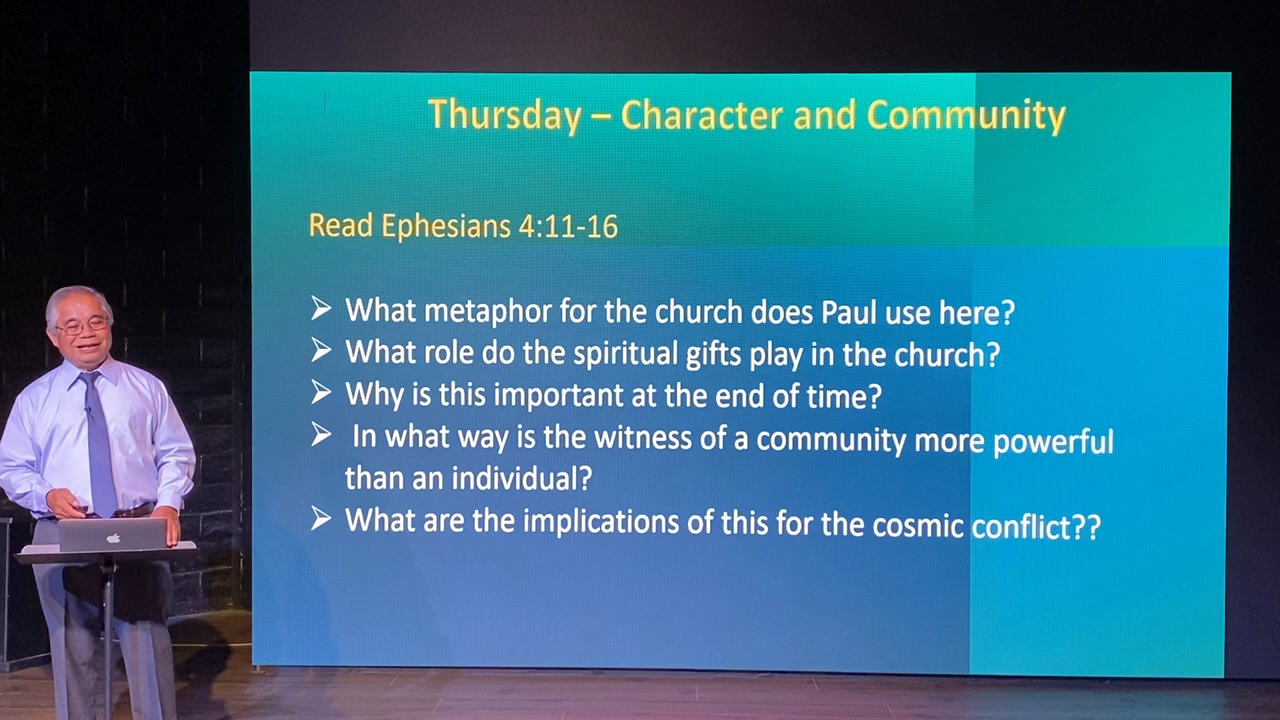 Thursday – Character and Community
Read Ephesians 4:11-16
➢ What metaphor for the church does Paul use here?
➢ What role do the spiritual gifts play in the church?
➢ Why is this important at the end of time?
➢ In what way is the witness of a community more powerful
than an individual?
➢ What are the implications of this for the cosmic conflict??